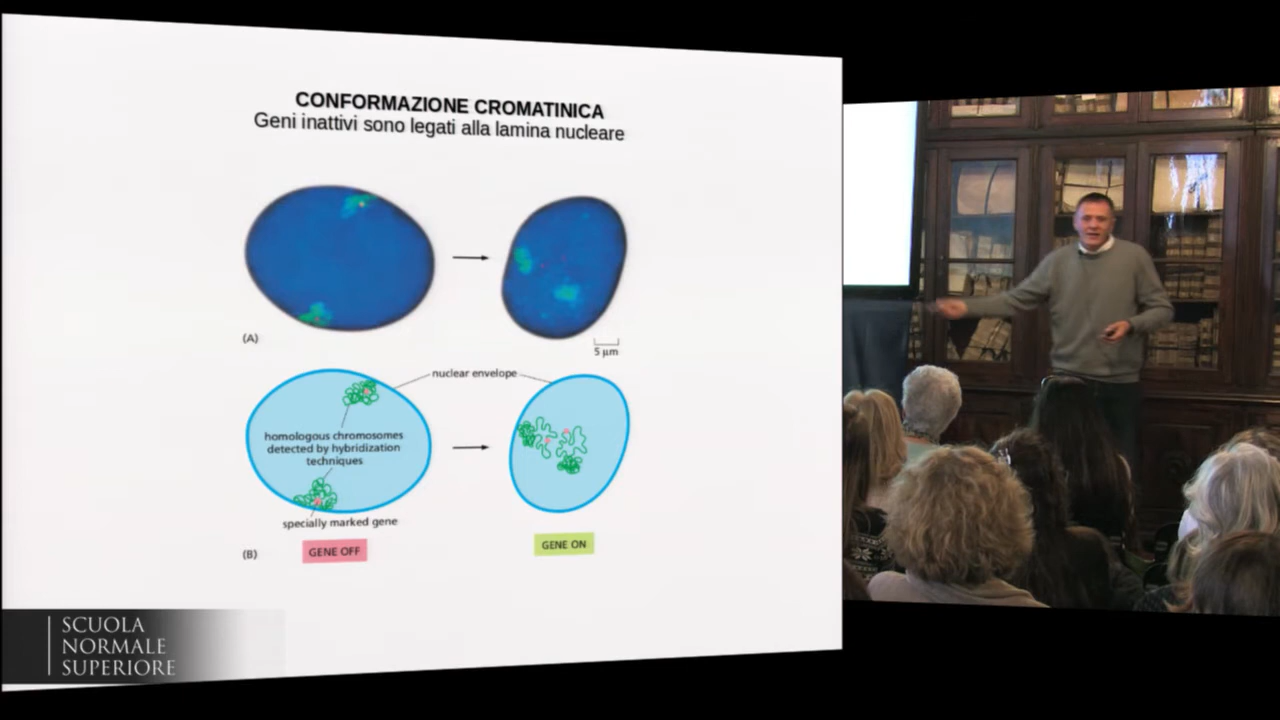 CONFORMAZIONE CROMATINICA
Geni inattivi sono legati alla lamina nucleare
(A)
5 µm
nuclear envelope
homologous chromosomes
detected by hybridization
techniques
specially marked gene
(B)
GENE OFF
GENE ON
SCUOLA
NORMALE
SUPERIORE